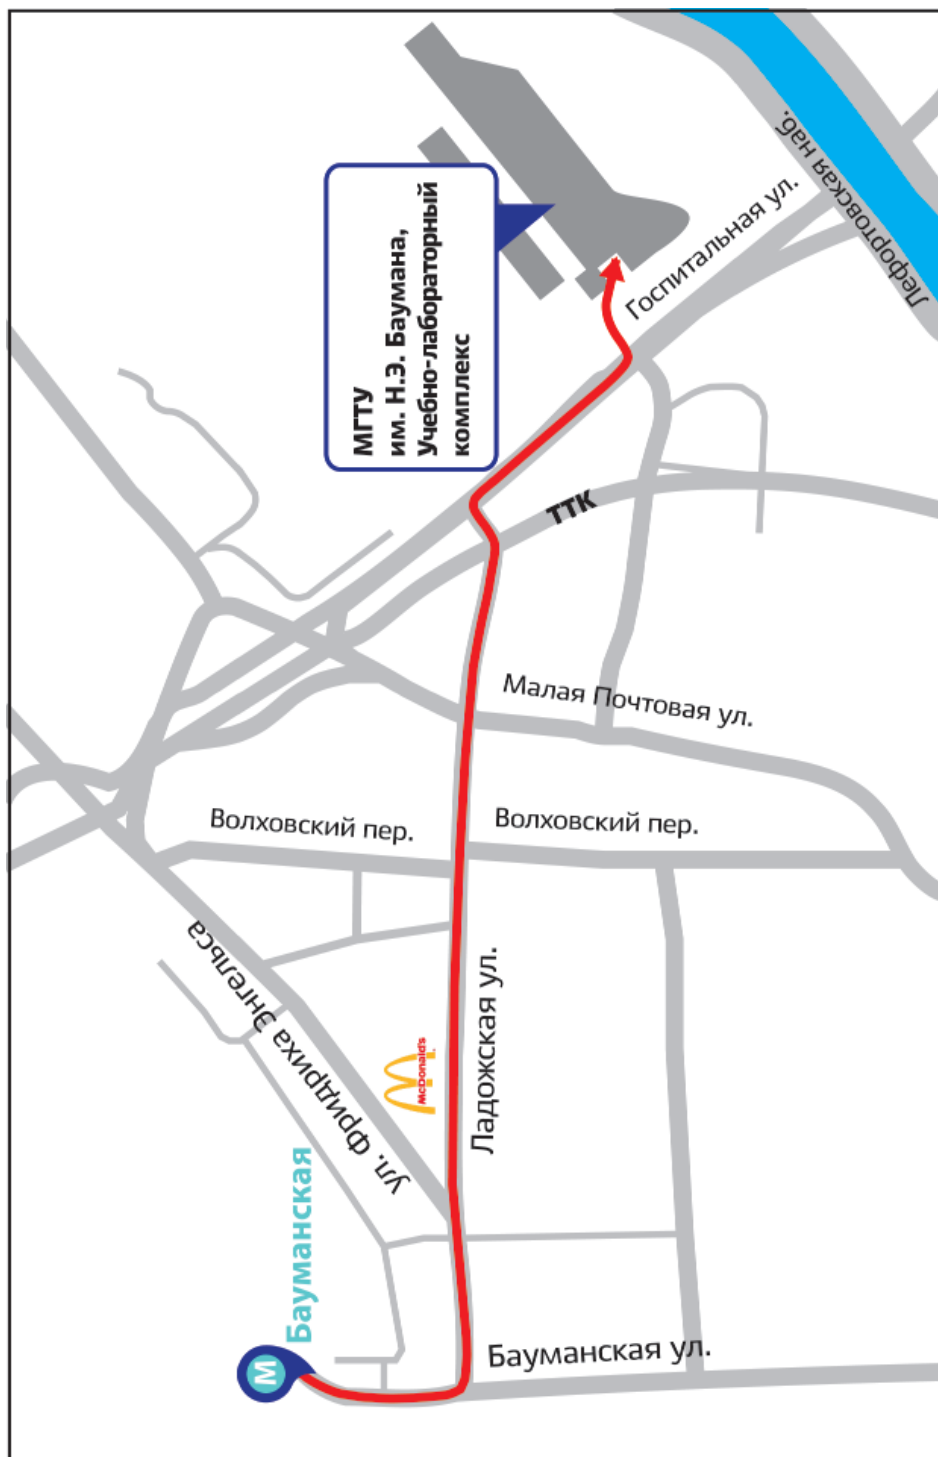 МГТУ
им. Н.Э. Баумана,
Учебно-лабораторный
комплекс
Госпитальная ул.
Лефортовская наб.
ТТК
Малая Почтовая ул.
Волховский пер.
Волховский пер.
ул. Фридриха Энгельса
McDonald's
Ладожская ул.
Бауманская
М
Бауманская ул.